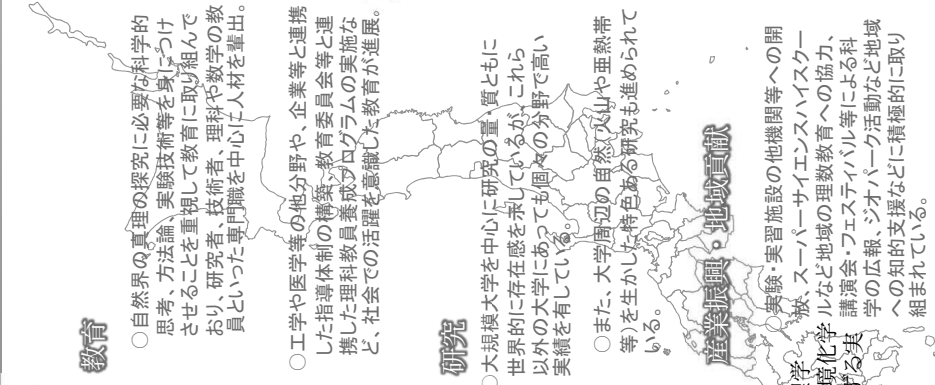 教育
○自然界の真理の探究に必要な科学的
思考、方法論、実験技術等を身につけ
させることを重視して教育に取り組んで
おり、研究者、技術者、理科や数学の教
員といった専門職を中心に人材を輩出。
○工学や医学等の他分野や、企業等と連携
した指導体制の構築、教育委員会等と連
携した理科教員養成プログラムの実施な
ど、社会での活躍を意識した教育が進展。
研究
○大規模大学を中心に研究の量・質ともに
世界的に存在感を示しているが、これら
以外の大学にあっても、個々の分野で高い
実績を有している。
○また、大学周辺の自然(火山や亜熱帯
等)を生かした特色ある研究も進められて
いる。
産業振興・地域貢献
○実験・実習施設の他機関等への開
放、スーパーサイエンスハイスクー
ルなど地域の理数教育への協力、
講演会・フェスティバル等による科
学の広報、ジオパーク活動など地域
への知的支援などに積極的に取り
組まれている。
学
境化学
る実